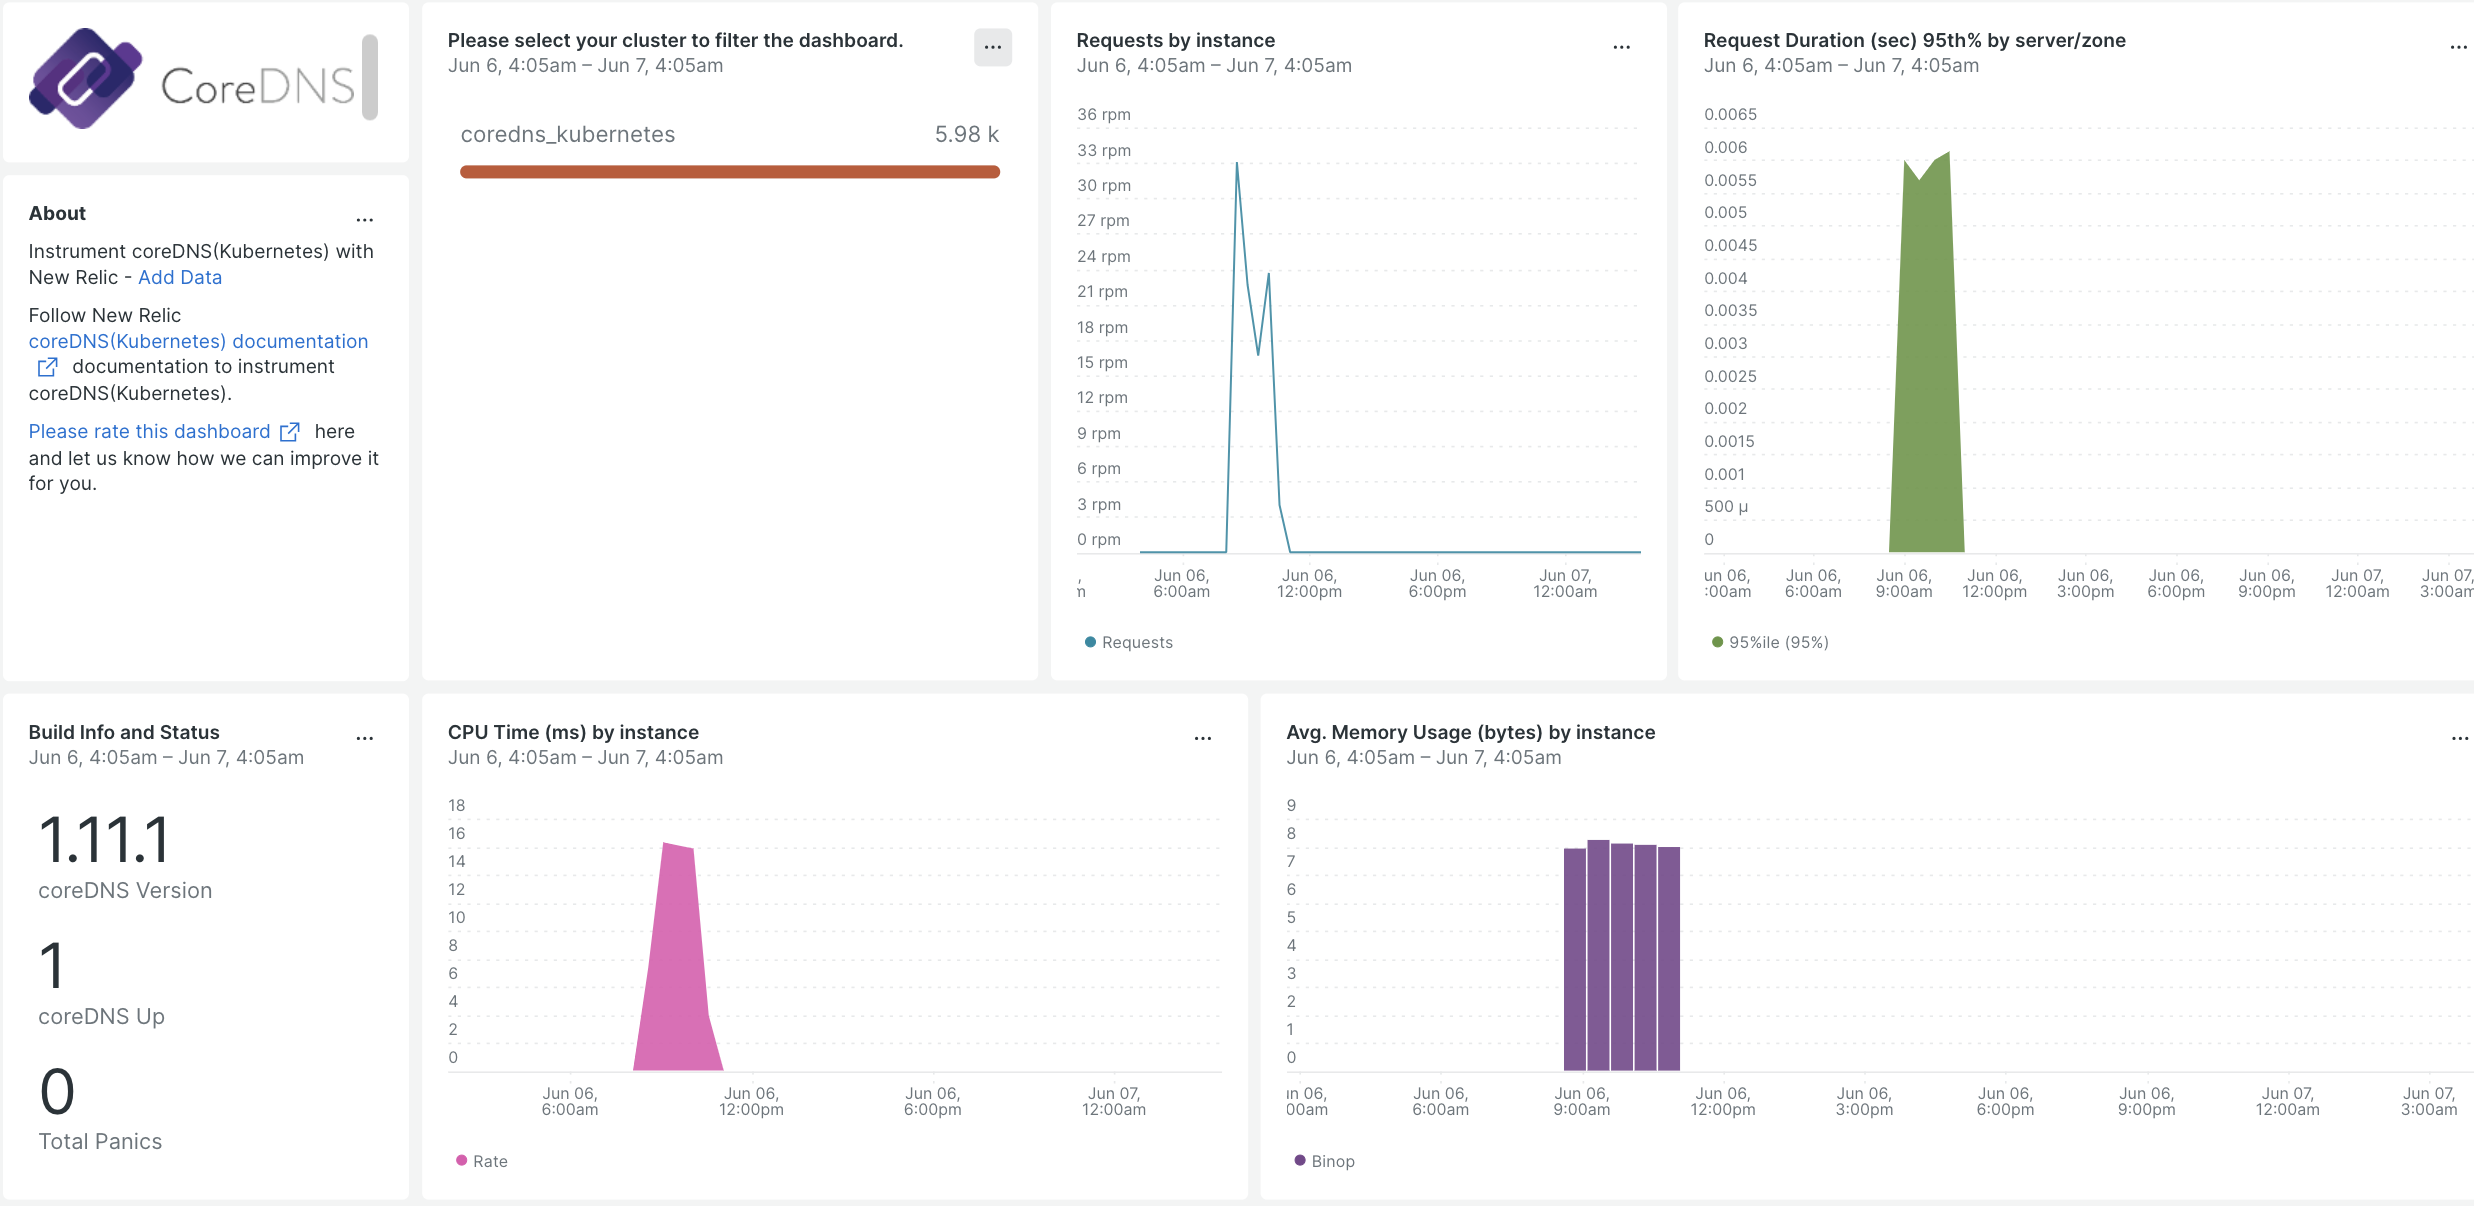 CoreDNS
About
...
Instrument coreDNS(Kubernetes) with
New Relic - Add Data
Follow New Relic
coreDNS(Kubernetes) documentation
documentation to instrument
coreDNS(Kubernetes).
Please rate this dashboard here
and let us know how we can improve it
for you.
Please select your cluster to filter the dashboard.
...
Jun 6, 4:05am – Jun 7, 4:05am
coredns_kubernetes 5.98 k
Requests by instance
...
Jun 6, 4:05am – Jun 7, 4:05am
36 rpm
33 rpm
30 rpm
27 rpm
24 rpm
21 rpm
18 rpm
15 rpm
12 rpm
9 rpm
6 rpm
3 rpm
0 rpm
, Jun 06, Jun 06, Jun 06, Jun 07,
m 6:00am 12:00pm 6:00pm 12:00am
Requests
Request Duration (sec) 95th% by server/zone
...
Jun 6, 4:05am – Jun 7, 4:05am
0.0065
0.006
0.0055
0.005
0.0045
0.004
0.0035
0.003
0.0025
0.002
0.0015
0.001
500 µ
0
un 06, Jun 06, Jun 06, Jun 06, Jun 06, Jun 06, Jun 06, Jun 07, Jun 07,
:00am 6:00am 9:00am 12:00pm 3:00pm 6:00pm 9:00pm 12:00am 3:00am
95%ile (95%)
Build Info and Status
...
Jun 6, 4:05am – Jun 7, 4:05am
1.11.1
coreDNS Version
1
coreDNS Up
0
Total Panics
CPU Time (ms) by instance
...
Jun 6, 4:05am – Jun 7, 4:05am
18
16
14
12
10
8
6
4
2
0
Jun 06, Jun 06, Jun 06, Jun 07,
6:00am 12:00pm 6:00pm 12:00am
Rate
Avg. Memory Usage (bytes) by instance
...
Jun 6, 4:05am – Jun 7, 4:05am
9
8
7
6
5
4
3
2
1
0
n 06, Jun 06, Jun 06, Jun 06, Jun 06, Jun 06, Jun 06, Jun 07, Jun 07,
00am 6:00am 9:00am 12:00pm 3:00pm 6:00pm 9:00pm 12:00am 3:00am
Binop